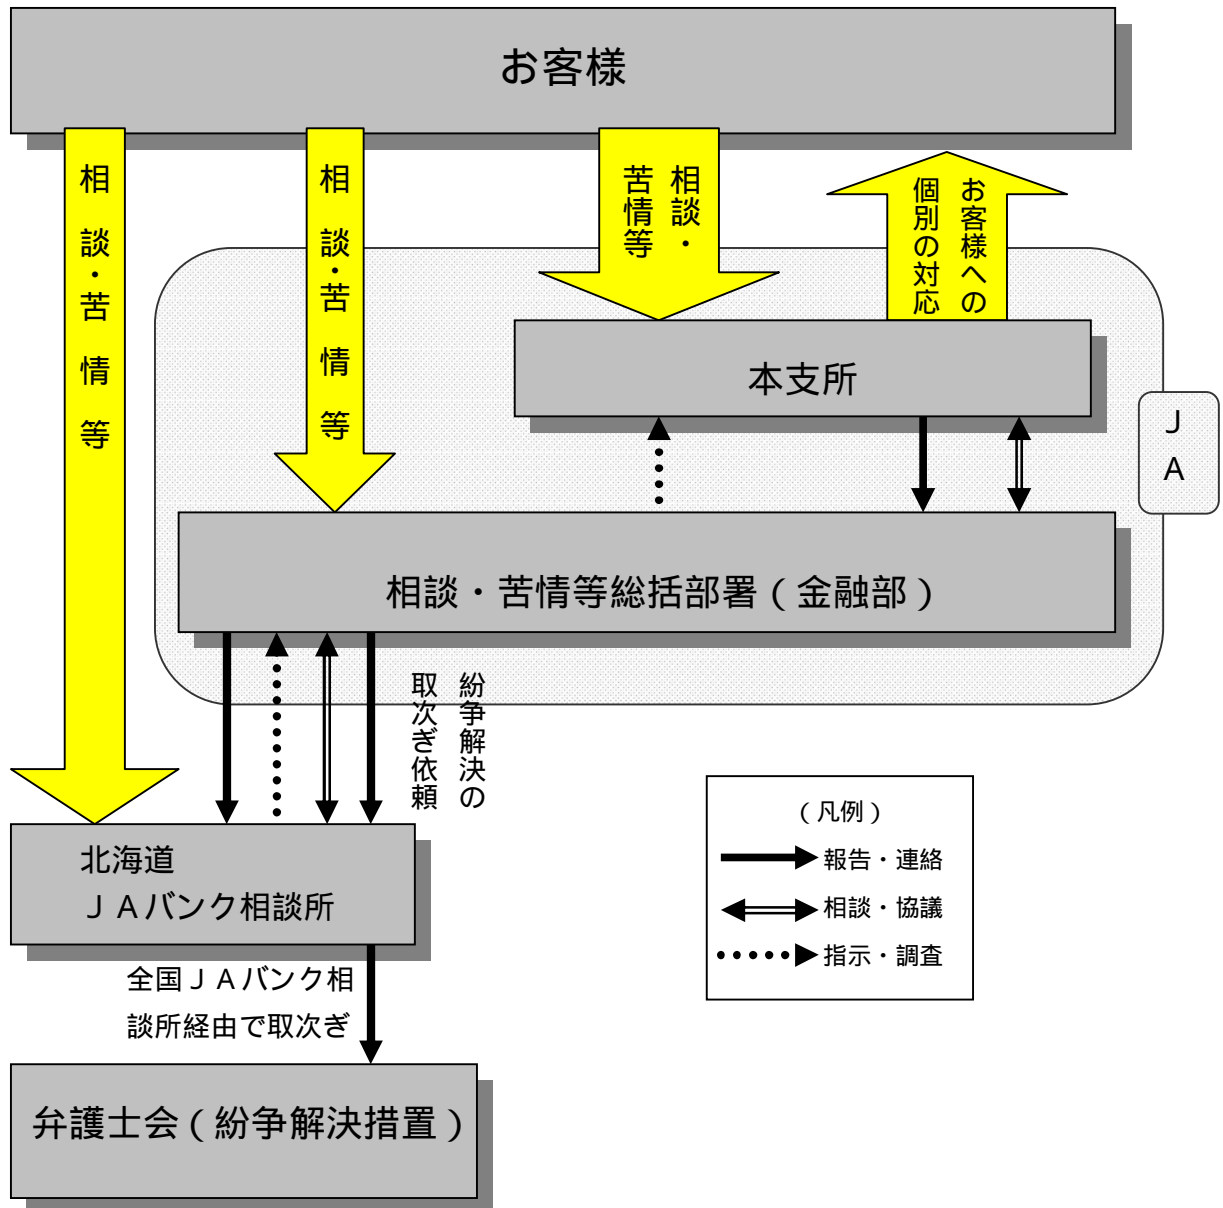 お客様
相談・苦情等
相談・苦情等
相談・
苦情等
お客様への
個別の対応
本支所
ＪＡ
相談・苦情等総括部署（金融部）
紛争解決の
取次ぎ依頼
（凡例）
報告・連絡
相談・協議
指示・調査
北海道
ＪＡバンク相談所
全国ＪＡバンク相
談所経由で取次ぎ
弁護士会（紛争解決措置）